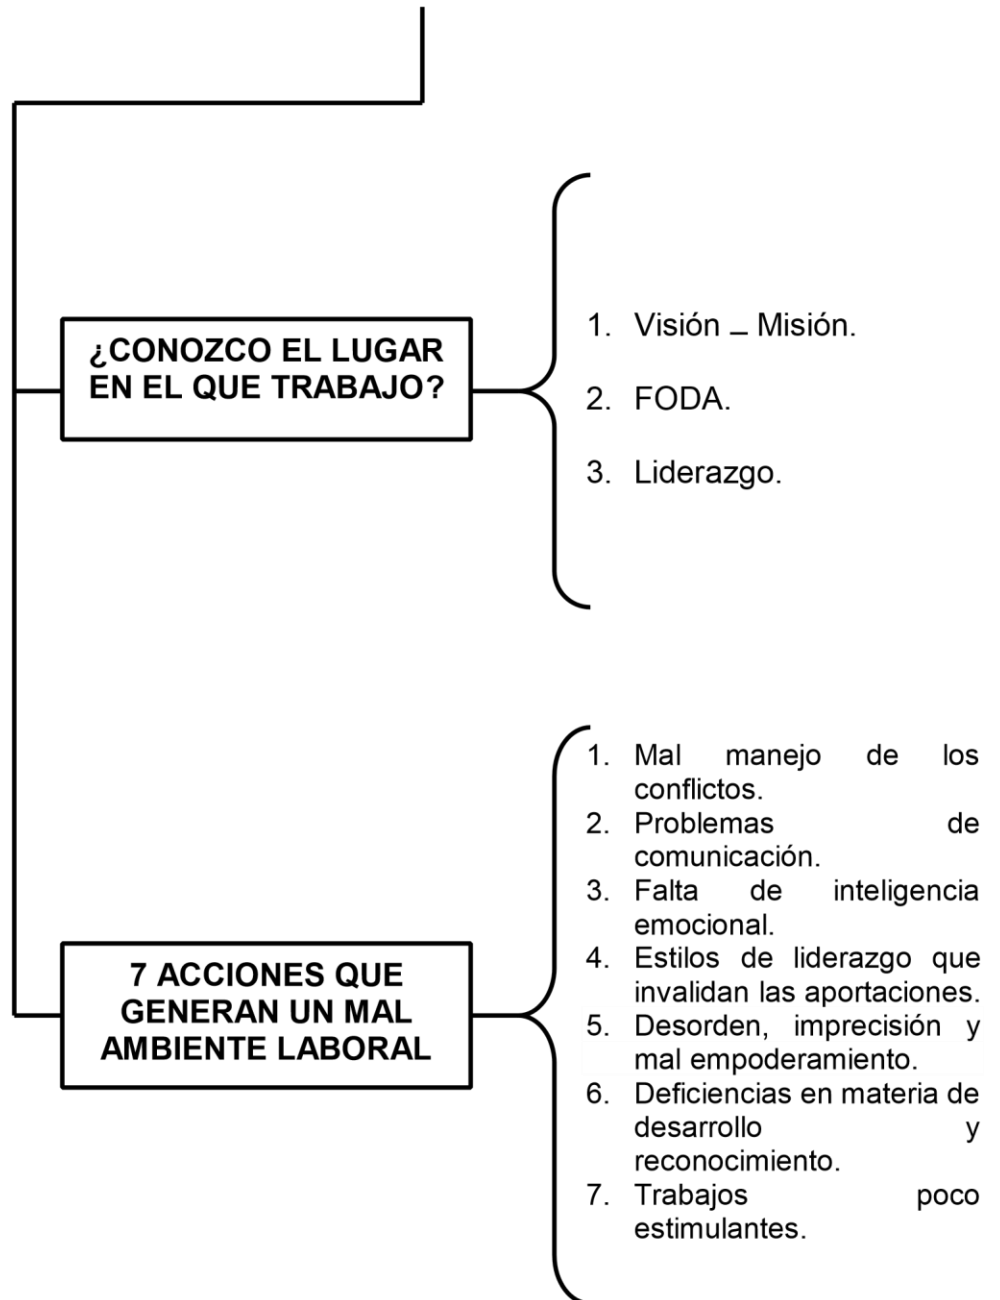 ¿CONOZCO EL LUGAR
EN EL QUE TRABAJO?
1. Visión – Misión.
2. FODA.
3. Liderazgo.
7 ACCIONES QUE
GENERAN UN MAL
AMBIENTE LABORAL
1. Mal manejo de los
conflictos.
2. Problemas de
comunicación.
3. Falta de inteligencia
emocional.
4. Estilos de liderazgo que
invalidan las aportaciones.
5. Desorden, imprecisión y
mal empoderamiento.
6. Deficiencias en materia de
desarrollo y
reconocimiento.
7. Trabajos poco
estimulantes.